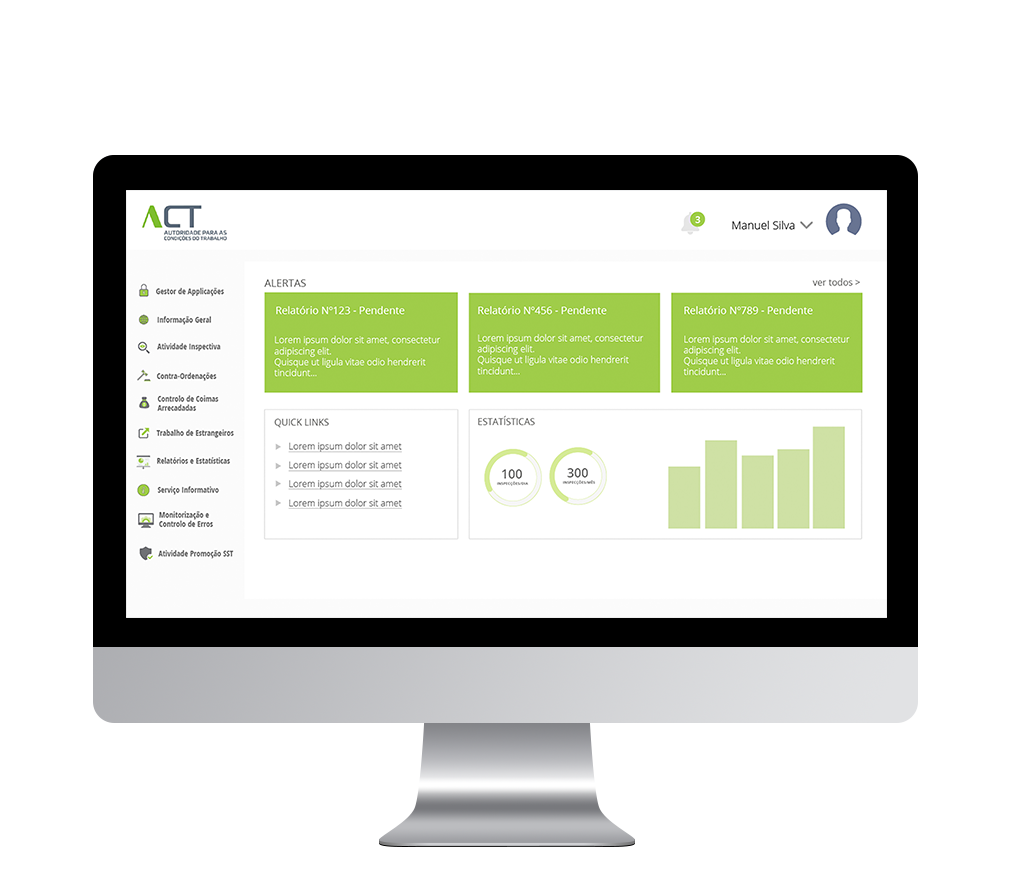 ACT
AUTORIDADE PARA AS
CONDIÇÕES DO TRABALHO
3
Manuel Silva
Gestor de Applicações
Informação Geral
Atividade Inspectiva
Contra-Ordenações
Controlo de Coimas
Arrecadadas
Trabalho de Estrangeiros
Relatórios e Estatísticas
Serviço Informativo
Monitorização e
Controlo de Erros
Atividade Promoção SST
ALERTAS
ver todos >
Relatório Nº123 - Pendente
Lorem ipsum dolor sit amet, consectetur
adipiscing elit.
Quisque ut ligula vitae odio hendrerit
tincidunt...
Relatório Nº456 - Pendente
Lorem ipsum dolor sit amet, consectetur
adipiscing elit.
Quisque ut ligula vitae odio hendrerit
tincidunt...
Relatório Nº789 - Pendente
Lorem ipsum dolor sit amet, consectetur
adipiscing elit.
Quisque ut ligula vitae odio hendrerit
tincidunt...
QUICK LINKS
Lorem ipsum dolor sit amet
Lorem ipsum dolor sit amet
Lorem ipsum dolor sit amet
Lorem ipsum dolor sit amet
ESTATÍSTICAS
100
INSPECÇÕES/DIA
300
INSPECÇÕES/MÊS